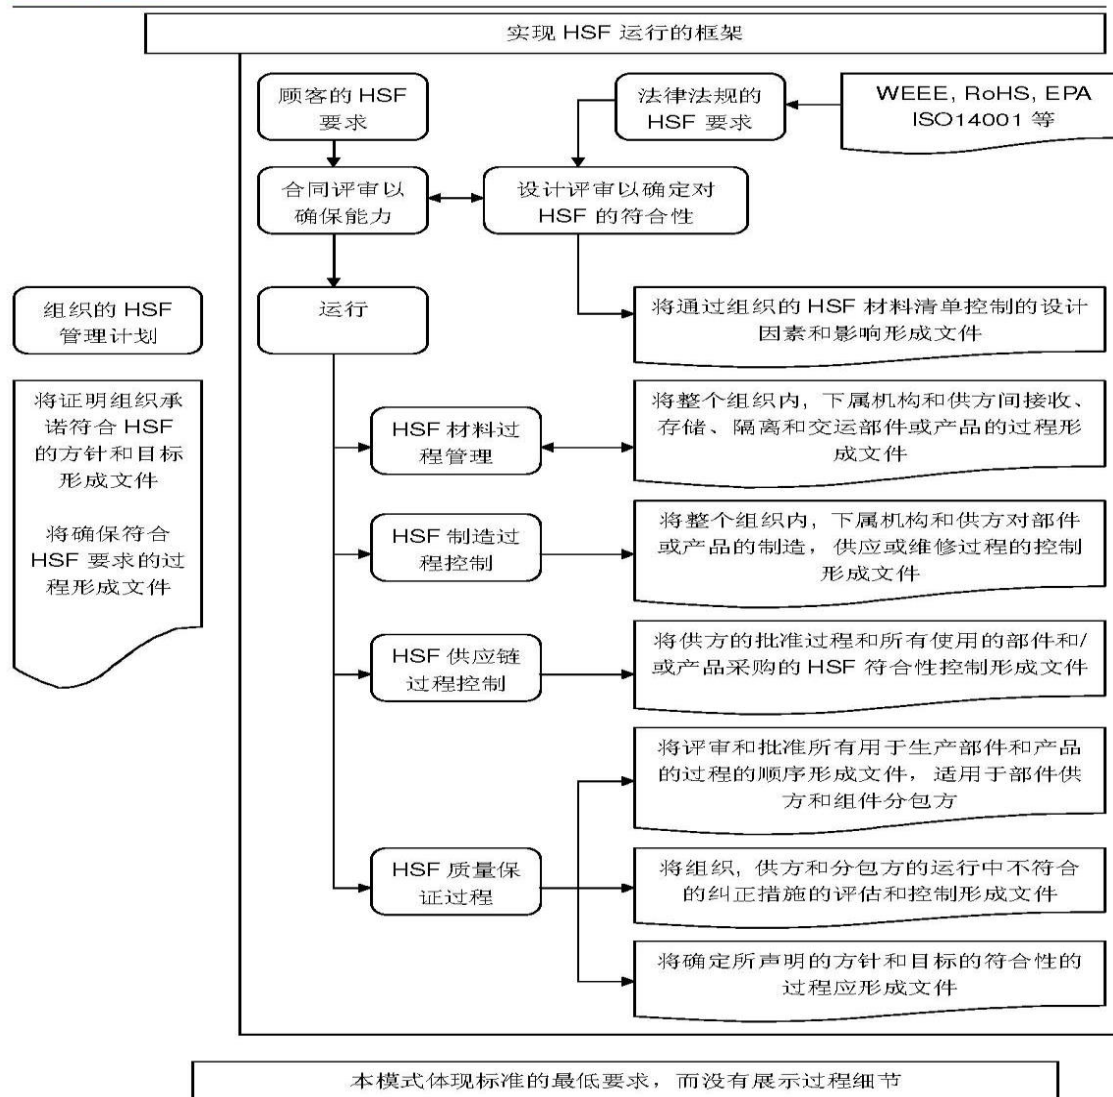 实现 HSF 运行的框架
顾客的 HSF
要求
法律法规的
HSF 要求
WEEE, RoHS, EPA
ISO14001 等
合同评审以
确保能力
设计评审以确定对
HSF 的符合性
组织的 HSF
管理计划
运行
将通过组织的 HSF 材料清单控制的设计
因素和影响形成文件
将证明组织承
诺符合 HSF
的方针和目标
形成文件
将确保符合
HSF 要求的过
程形成文件
HSF 材料过
程管理
将整个组织内, 下属机构和供方间接收、
存储、隔离和交运部件或产品的过程形
成文件
HSF 制造过
程控制
将整个组织内, 下属机构和供方对部件
或产品的制造, 供应或维修过程的控制
形成文件
HSF 供应链
过程控制
将供方的批准过程和所有使用的部件和/
或产品采购的 HSF 符合性控制形成文件
将评审和批准所有用于生产部件和产品
的过程的顺序形成文件, 适用于部件供
方和组件分包方
HSF 质量保
证过程
将组织, 供方和分包方的运行中不符合
的纠正措施的评估和控制形成文件
将确定所声明的方针和目标的符合性的
过程应形成文件
本模式体现标准的最低要求, 而没有展示过程细节